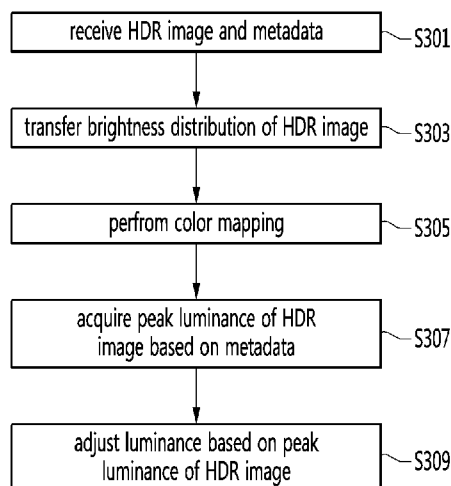 receive HDR image and metadata
S301
transfer brightness distribution of HDR image
S303
perfrom color mapping
S305
acquire peak luminance of HDR
image based on metadata
S307
adjust luminance based on peak
luminance of HDR image
S309